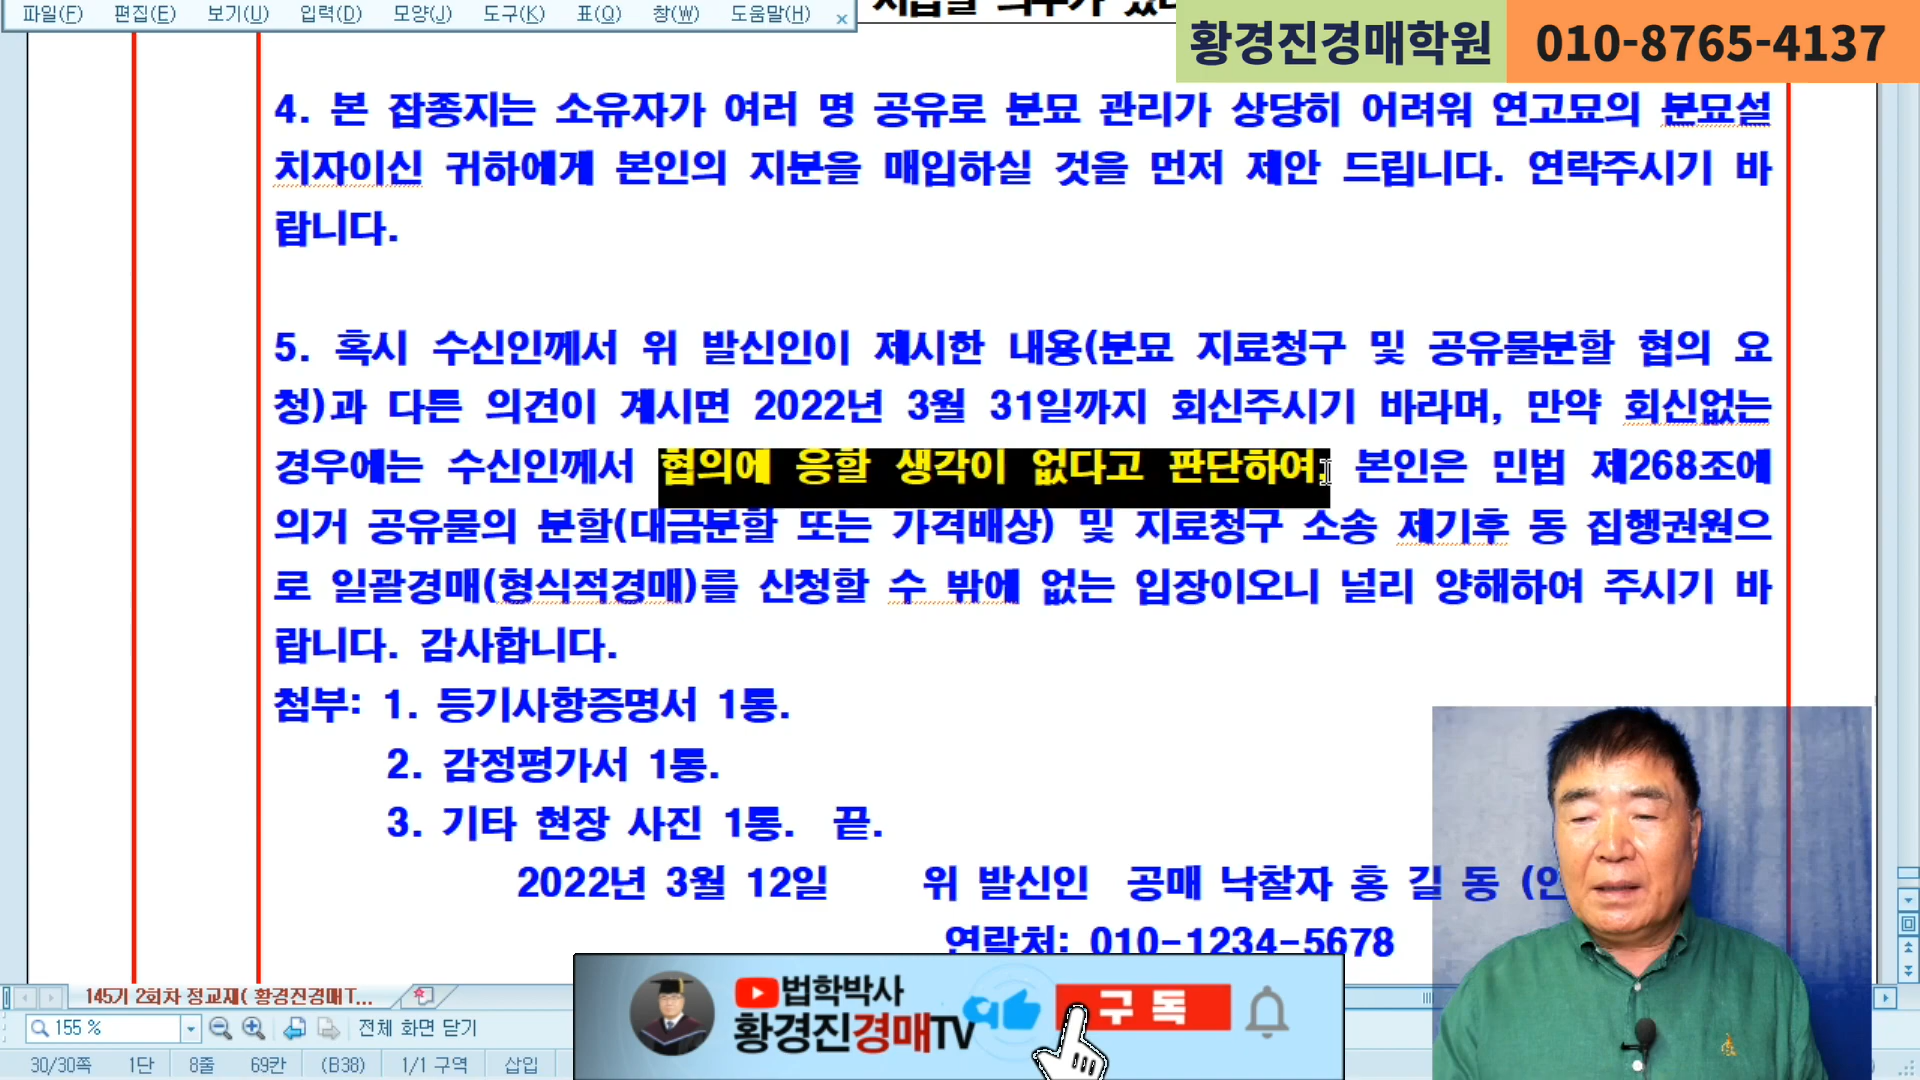 파일(F) 편집(E) 보기(U) 입력(D) 모양(J) 도구(K) 표(Q) 창(W) 도움말(H)
황경진경매학원 010-8765-4137
4. 본 잡종지는 소유자가 여러 명 공유로 분묘 관리가 상당히 어려워 연고묘의 분묘설
치자이신 귀하에게 본인의 지분을 매입하실 것을 먼저 제안 드립니다. 연락주시기 바
랍니다.
5. 혹시 수신인께서 위 발신인이 제시한 내용(분묘 지료청구 및 공유물분할 협의 요
청)과 다른 의견이 계시면 2022년 3월 31일까지 회신주시기 바라며, 만약 회신없는
경우에는 수신인께서 협의에 응할 생각이 없다고 판단하여, 본인은 민법 제268조에
의거 공유물의 분할(대금분할 또는 가격배상) 및 지료청구 소송 제기후 동 집행권원으
로 일괄경매(형식적경매)를 신청할 수 밖에 없는 입장이오니 널리 양해하여 주시기 바
랍니다. 감사합니다.
첨부: 1. 등기사항증명서 1통.
2. 감정평가서 1통.
3. 기타 현장 사진 1통. 끝.
2022년 3월 12일 위 발신인 공매 낙찰자 홍 길 동
연락처: 010-1234-5678
145기 2회차 정교재( 황경진경매T...
법학박사
황경진경매TV
구독
155 % 전체 화면 닫기
30/30쪽 1단 8줄 69칸 (B38) 1/1 구역 삽입